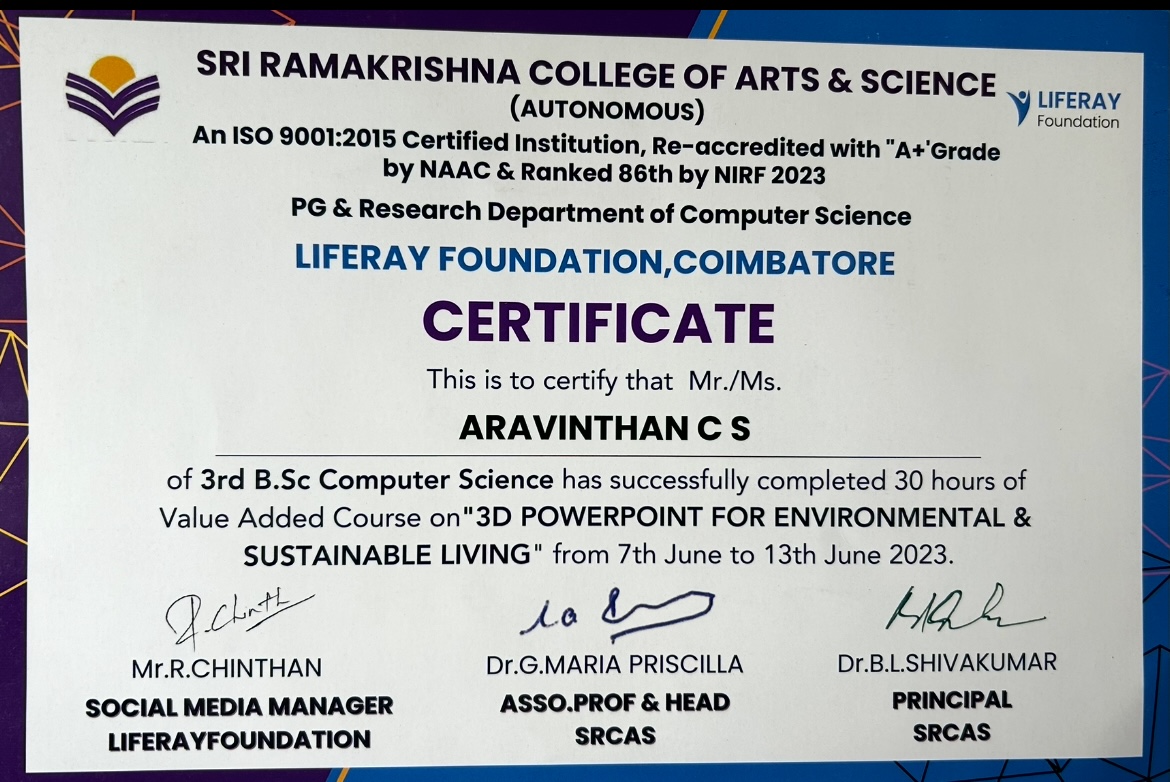 SRI RAMAKRISHNA COLLEGE OF ARTS & SCIENCE
(AUTONOMOUS)
LIFERAY
Foundation
An ISO 9001:2015 Certified Institution, Re-accredited with "A+'Grade
by NAAC & Ranked 86th by NIRF 2023
PG & Research Department of Computer Science
LIFERAY FOUNDATION,COIMBATORE
CERTIFICATE
This is to certify that Mr./Ms.
ARAVINTHAN C S
of 3rd B.Sc Computer Science has successfully completed 30 hours of
Value Added Course on"3D POWERPOINT FOR ENVIRONMENTAL &
SUSTAINABLE LIVING" from 7th June to 13th June 2023.
R.Chinth
Mr.R.CHINTHAN
SOCIAL MEDIA MANAGER
LIFERAYFOUNDATION
Dr.G.MARIA PRISCILLA
ASSO.PROF & HEAD
SRCAS
Dr.B.L.SHIVAKUMAR
PRINCIPAL
SRCAS